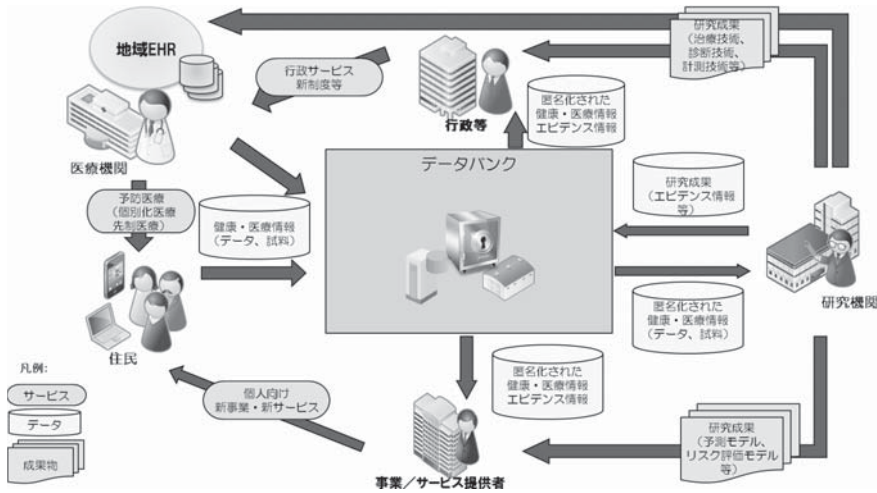 地域EHR
医療機関
行政サービス
新制度等
行政等
匿名化された
健康・医療情報
エビデンス情報
研究成果
(治療技術、
診断技術、
計測技術等)
データバンク
予防医療
(個別化医療
先制医療)
健康・医療情報
(データ、試料)
研究成果
(エビデンス情報
等)
研究機関
匿名化された
健康・医療情報
(データ、試料)
住民
個人向け
新事業・新サービス
匿名化された
健康・医療情報
エビデンス情報
研究成果
(予測モデル、
リスク評価モデル
等)
事業/サービス提供者
凡例:
サービス
データ
成果物